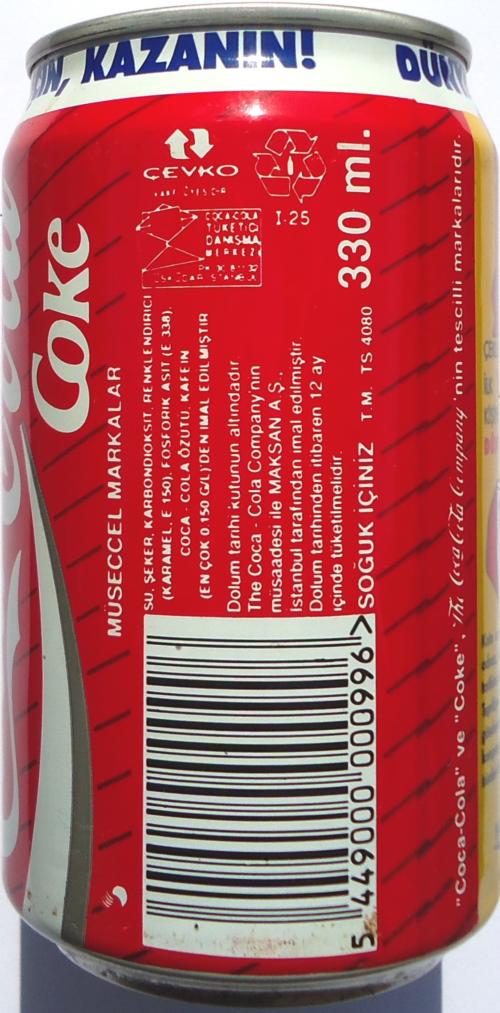 KAZANIN!
Coke
ÇEVKO
COCA-COLA
TÜKETİCİ
DANIŞMA
MERKEZİ
I-25
330 ml.
MÜSECCEL MARKALAR
SU, ŞEKER, KARBONDİOKSİT, RENKLENDİRİCİ
(KARAMEL, E 150), FOSFORİK ASİT (E 338),
COCA - COLA ÖZÜTÜ, KAFEİN
(EN ÇOK 0.150 G/L)'DEN İMAL EDİLMİŞTİR
Dolum tarihi kutunun altındadır.
The Coca - Cola Company'nin
müsaadesi ile MAKSAN A.Ş.,
İstanbul tarafından imal edilmiştir.
Dolum tarihinden itibaren 12 ay
içinde tüketilmelidir.
SOĞUK İÇİNİZ T.M. TS 4080
5 449000 000996 >
"Coca-Cola" ve "Coke", The Coca-Cola Company'nin tescilli markalarıdır.